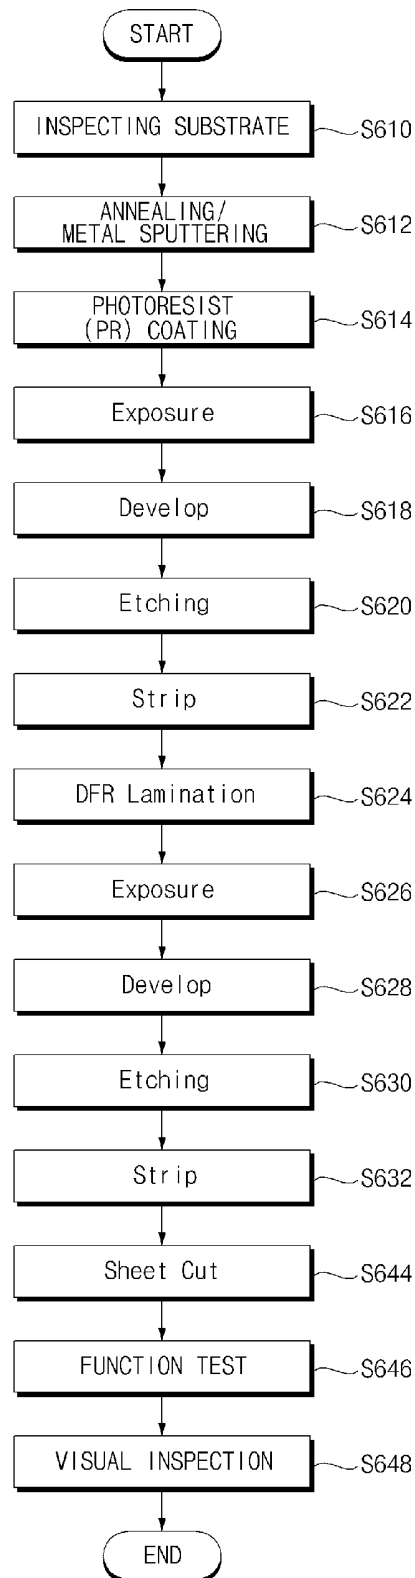 START
INSPECTING SUBSTRATE
S610
ANNEALING/
METAL SPUTTERING
S612
PHOTORESIST
(PR) COATING
S614
Exposure
S616
Develop
S618
Etching
S620
Strip
S622
DFR Lamination
S624
Exposure
S626
Develop
S628
Etching
S630
Strip
S632
Sheet Cut
S644
FUNCTION TEST
S646
VISUAL INSPECTION
S648
END